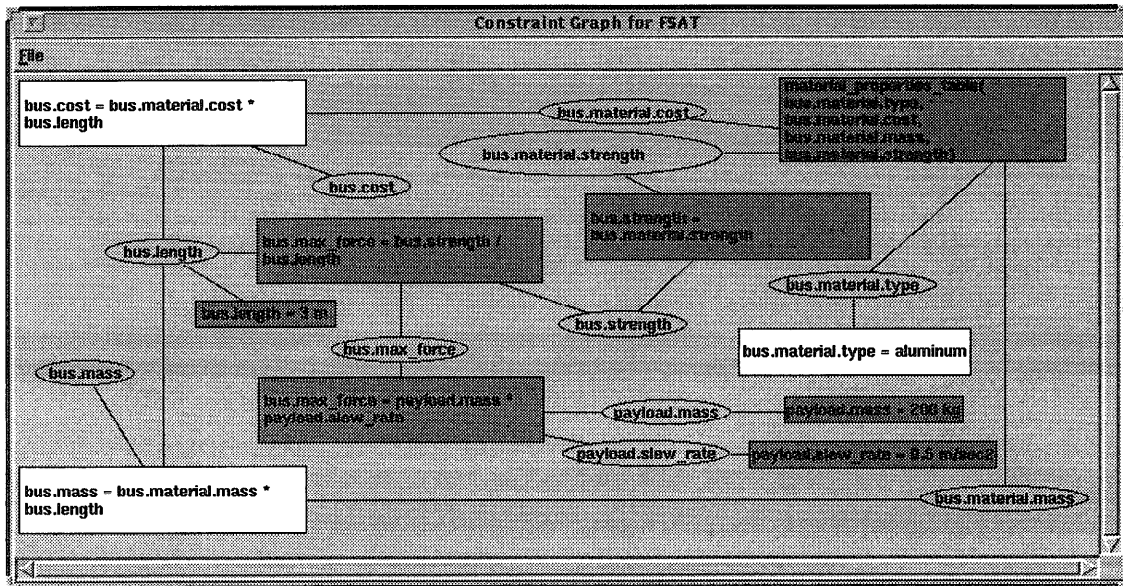 Constraint Graph for FSAT
File
bus.cost = bus.material.cost *
bus.length
bus.material.cost
material_properties_table(
bus.material.type,
bus.material.cost,
bus.material.mass,
bus.material.strength)
bus.material.strength
bus.cost
bus.strength =
bus.material.strength
bus.max_force = bus.strength /
bus.length
bus.length
bus.material.type
bus.length = 3 m
bus.strength
bus.max_force
bus.material.type = aluminum
bus.mass
bus.max_force = payload.mass *
payload.slew_rate
payload.mass
payload.mass = 200 kg
payload.slew_rate
payload.slew_rate = 0.5 m/sec2
bus.mass = bus.material.mass *
bus.length
bus.material.mass